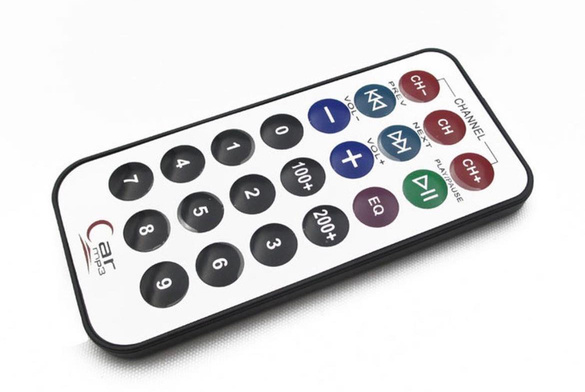 CH- CH CH+
CHANNEL
PREV NEXT PLAY/PAUSE
VOL- VOL+ EQ
- +
0 100+ 200+
1 2 3
4 5 6
7 8 9
Car
mp3